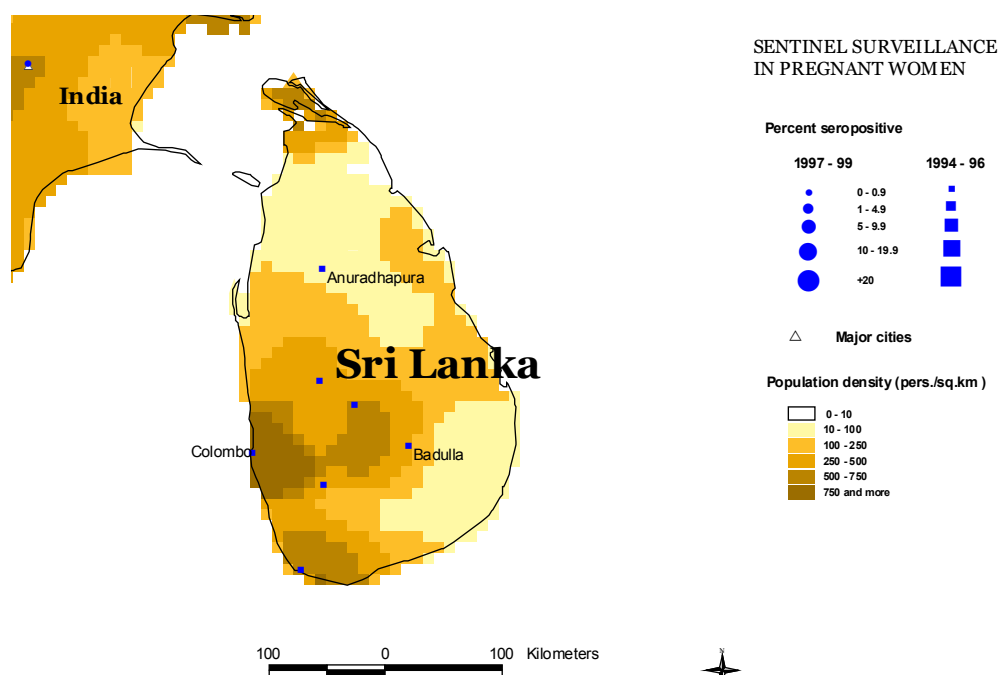 SENTINEL SURVEILLANCE
IN PREGNANT WOMEN
India
Percent seropositive
1997 - 99 1994 - 96
0 - 0.9
1 - 4.9
5 - 9.9
10 - 19.9
+20
Anuradhapura
Major cities
Sri Lanka
Population density (pers./sq.km )
0 - 10
10 - 100
100 - 250
250 - 500
500 - 750
750 and more
Colombo
Badulla
100 0 100 Kilometers
N